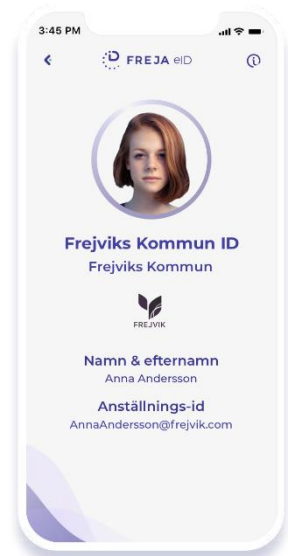 3:45 PM
FREJA eID
Frejviks Kommun ID
Frejviks Kommun
FREJVIK
Namn & efternamn
Anna Andersson
Anställnings-id
AnnaAndersson@frejvik.com